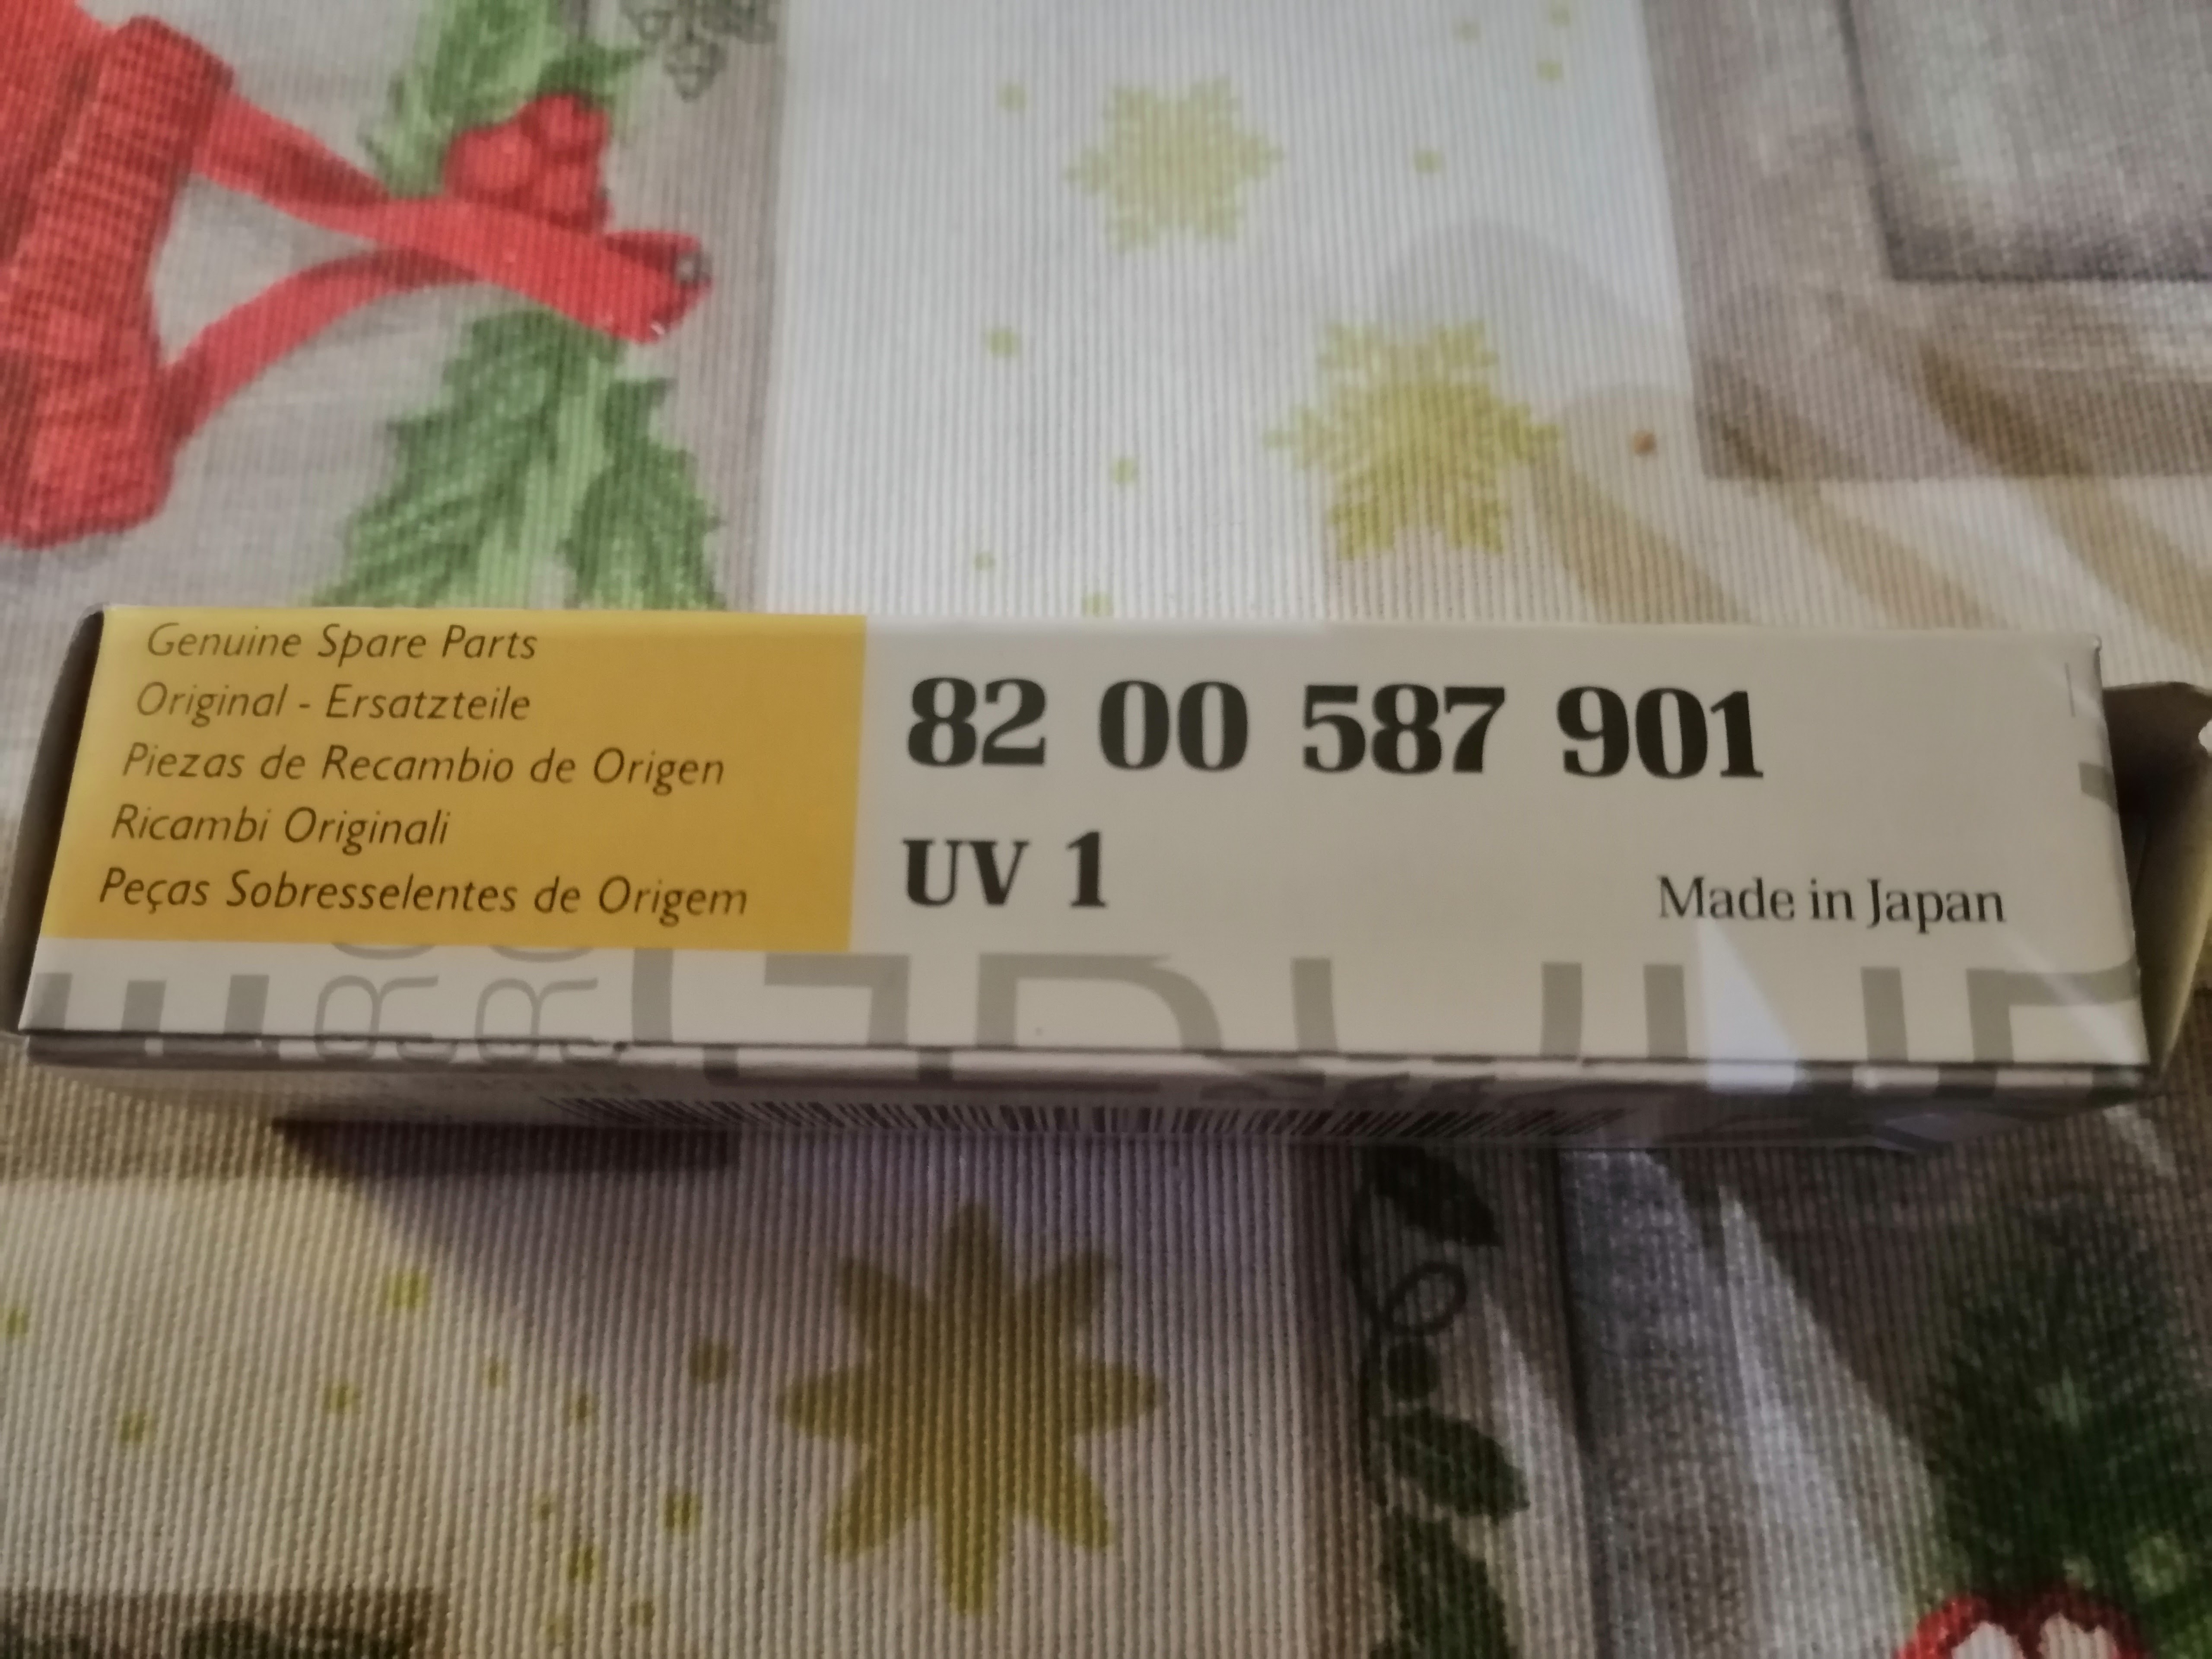 Genuine Spare Parts
Original - Ersatzteile
Piezas de Recambio de Origen
Ricambi Originali
Peças Sobresselentes de Origem
82 00 587 901
UV 1
Made in Japan